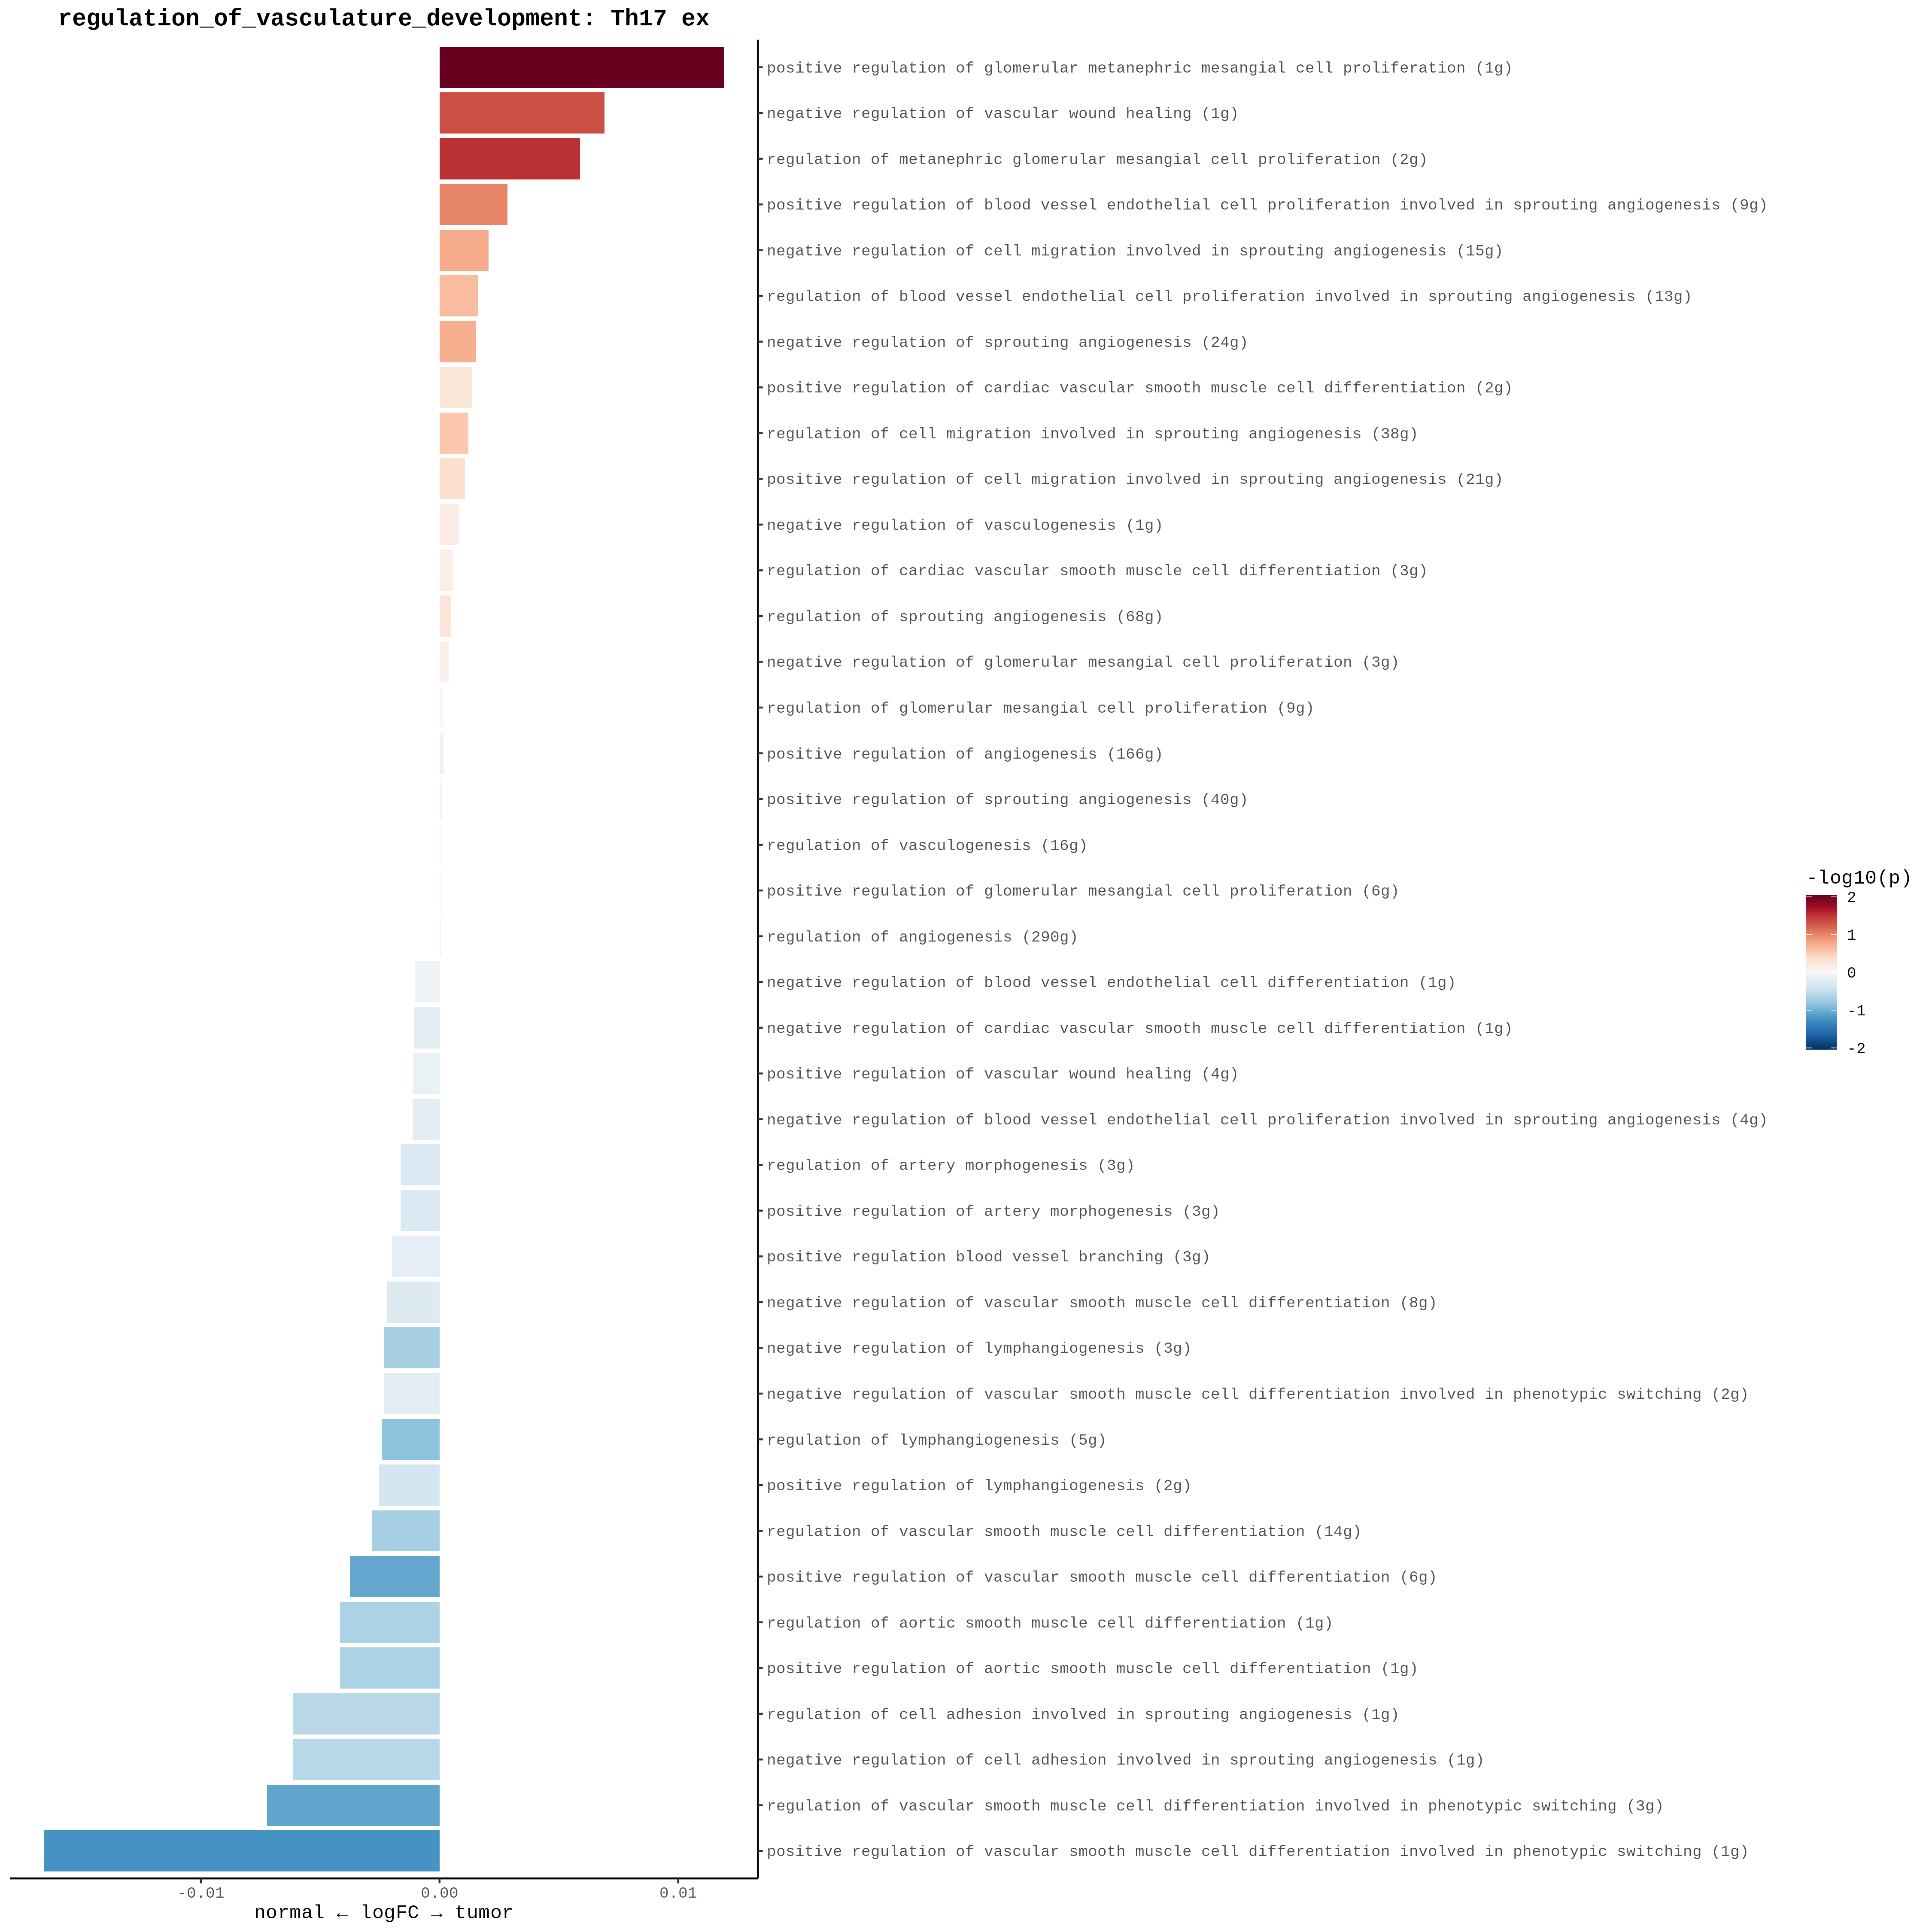 regulation_of_vasculature_development: Th17 ex
positive regulation of glomerular metanephric mesangial cell proliferation (1g)
negative regulation of vascular wound healing (1g)
regulation of metanephric glomerular mesangial cell proliferation (2g)
positive regulation of blood vessel endothelial cell proliferation involved in sprouting angiogenesis (9g)
negative regulation of cell migration involved in sprouting angiogenesis (15g)
regulation of blood vessel endothelial cell proliferation involved in sprouting angiogenesis (13g)
negative regulation of sprouting angiogenesis (24g)
positive regulation of cardiac vascular smooth muscle cell differentiation (2g)
regulation of cell migration involved in sprouting angiogenesis (38g)
positive regulation of cell migration involved in sprouting angiogenesis (21g)
negative regulation of vasculogenesis (1g)
regulation of cardiac vascular smooth muscle cell differentiation (3g)
regulation of sprouting angiogenesis (68g)
negative regulation of glomerular mesangial cell proliferation (3g)
regulation of glomerular mesangial cell proliferation (9g)
positive regulation of angiogenesis (166g)
positive regulation of sprouting angiogenesis (40g)
regulation of vasculogenesis (16g)
positive regulation of glomerular mesangial cell proliferation (6g)
regulation of angiogenesis (290g)
negative regulation of blood vessel endothelial cell differentiation (1g)
negative regulation of cardiac vascular smooth muscle cell differentiation (1g)
positive regulation of vascular wound healing (4g)
negative regulation of blood vessel endothelial cell proliferation involved in sprouting angiogenesis (4g)
regulation of artery morphogenesis (3g)
positive regulation of artery morphogenesis (3g)
positive regulation blood vessel branching (3g)
negative regulation of vascular smooth muscle cell differentiation (8g)
negative regulation of lymphangiogenesis (3g)
negative regulation of vascular smooth muscle cell differentiation involved in phenotypic switching (2g)
regulation of lymphangiogenesis (5g)
positive regulation of lymphangiogenesis (2g)
regulation of vascular smooth muscle cell differentiation (14g)
positive regulation of vascular smooth muscle cell differentiation (6g)
regulation of aortic smooth muscle cell differentiation (1g)
positive regulation of aortic smooth muscle cell differentiation (1g)
regulation of cell adhesion involved in sprouting angiogenesis (1g)
negative regulation of cell adhesion involved in sprouting angiogenesis (1g)
regulation of vascular smooth muscle cell differentiation involved in phenotypic switching (3g)
positive regulation of vascular smooth muscle cell differentiation involved in phenotypic switching (1g)
-0.01 0.00 0.01
normal ← logFC → tumor
-log10(p)
2
1
0
-1
-2